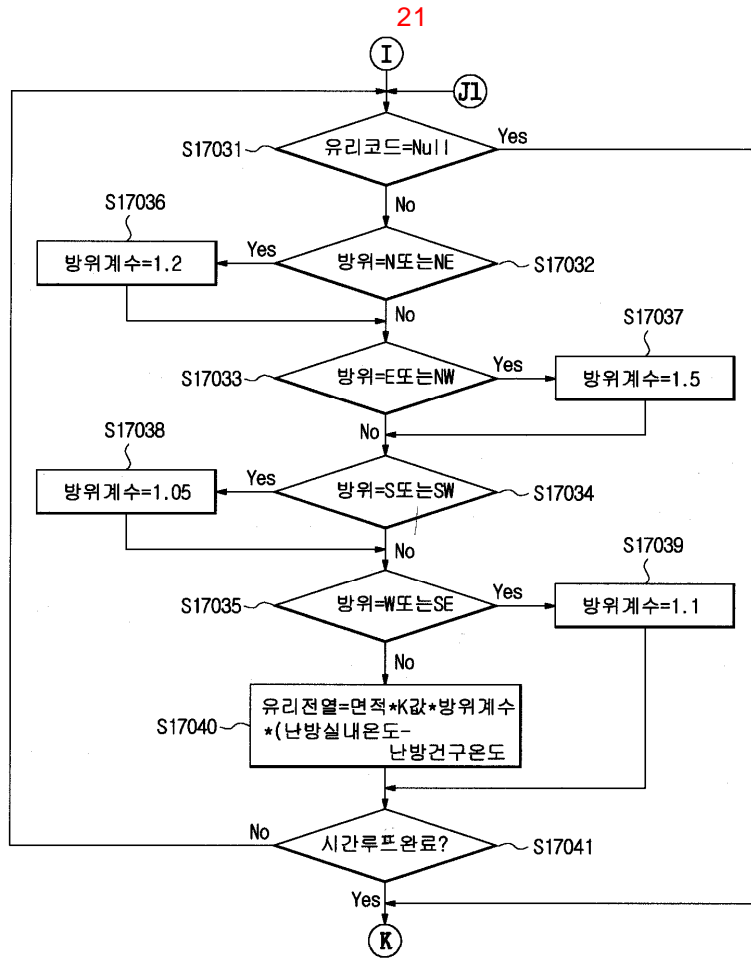 21
I
J1
S17031
유리코드=Null
Yes
No
S17036
방위계수=1.2
Yes
방위=N또는NE
S17032
No
S17037
S17033
방위=E또는NW
Yes
방위계수=1.5
No
S17038
방위계수=1.05
Yes
방위=S또는SW
S17034
No
S17039
S17035
방위=W또는SE
Yes
방위계수=1.1
No
S17040
유리전열=면적*K값*방위계수
*(난방실내온도-
난방건구온도
No
시간루프완료?
S17041
Yes
K